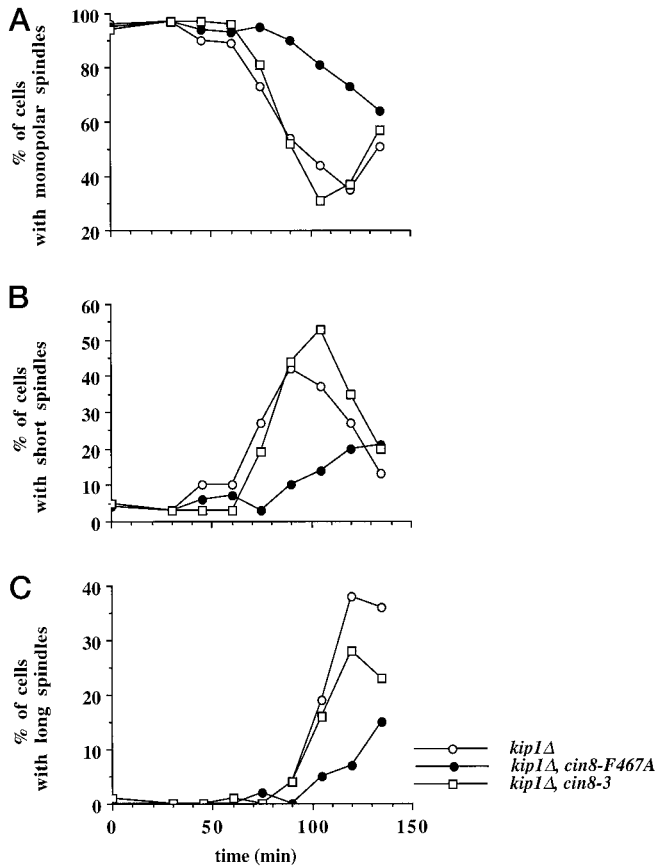 A
100
80
60
40
20
% of cells
with monopolar spindles
B
60
50
40
30
20
10
0
% of cells
with short spindles
C
40
30
20
10
0
% of cells
with long spindles
0 50 100 150
time (min)
kip1Δ
kip1Δ, cin8-F467A
kip1Δ, cin8-3